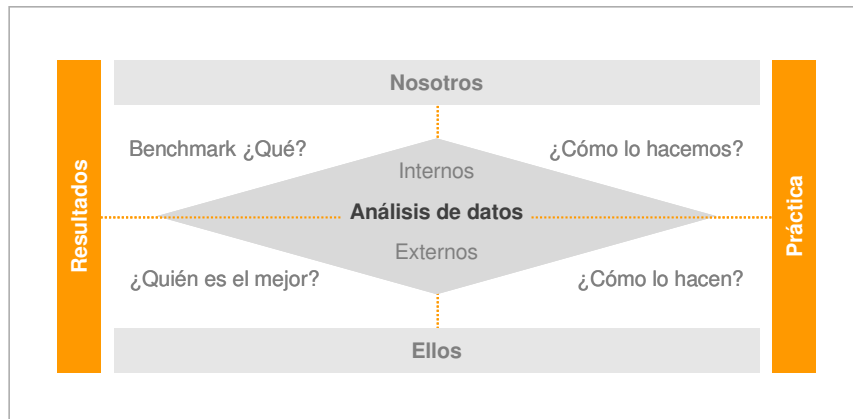 Nosotros
Benchmark ¿Qué?
¿Cómo lo hacemos?
Internos
Resultados
Análisis de datos
Práctica
Externos
¿Quién es el mejor?
¿Cómo lo hacen?
Ellos